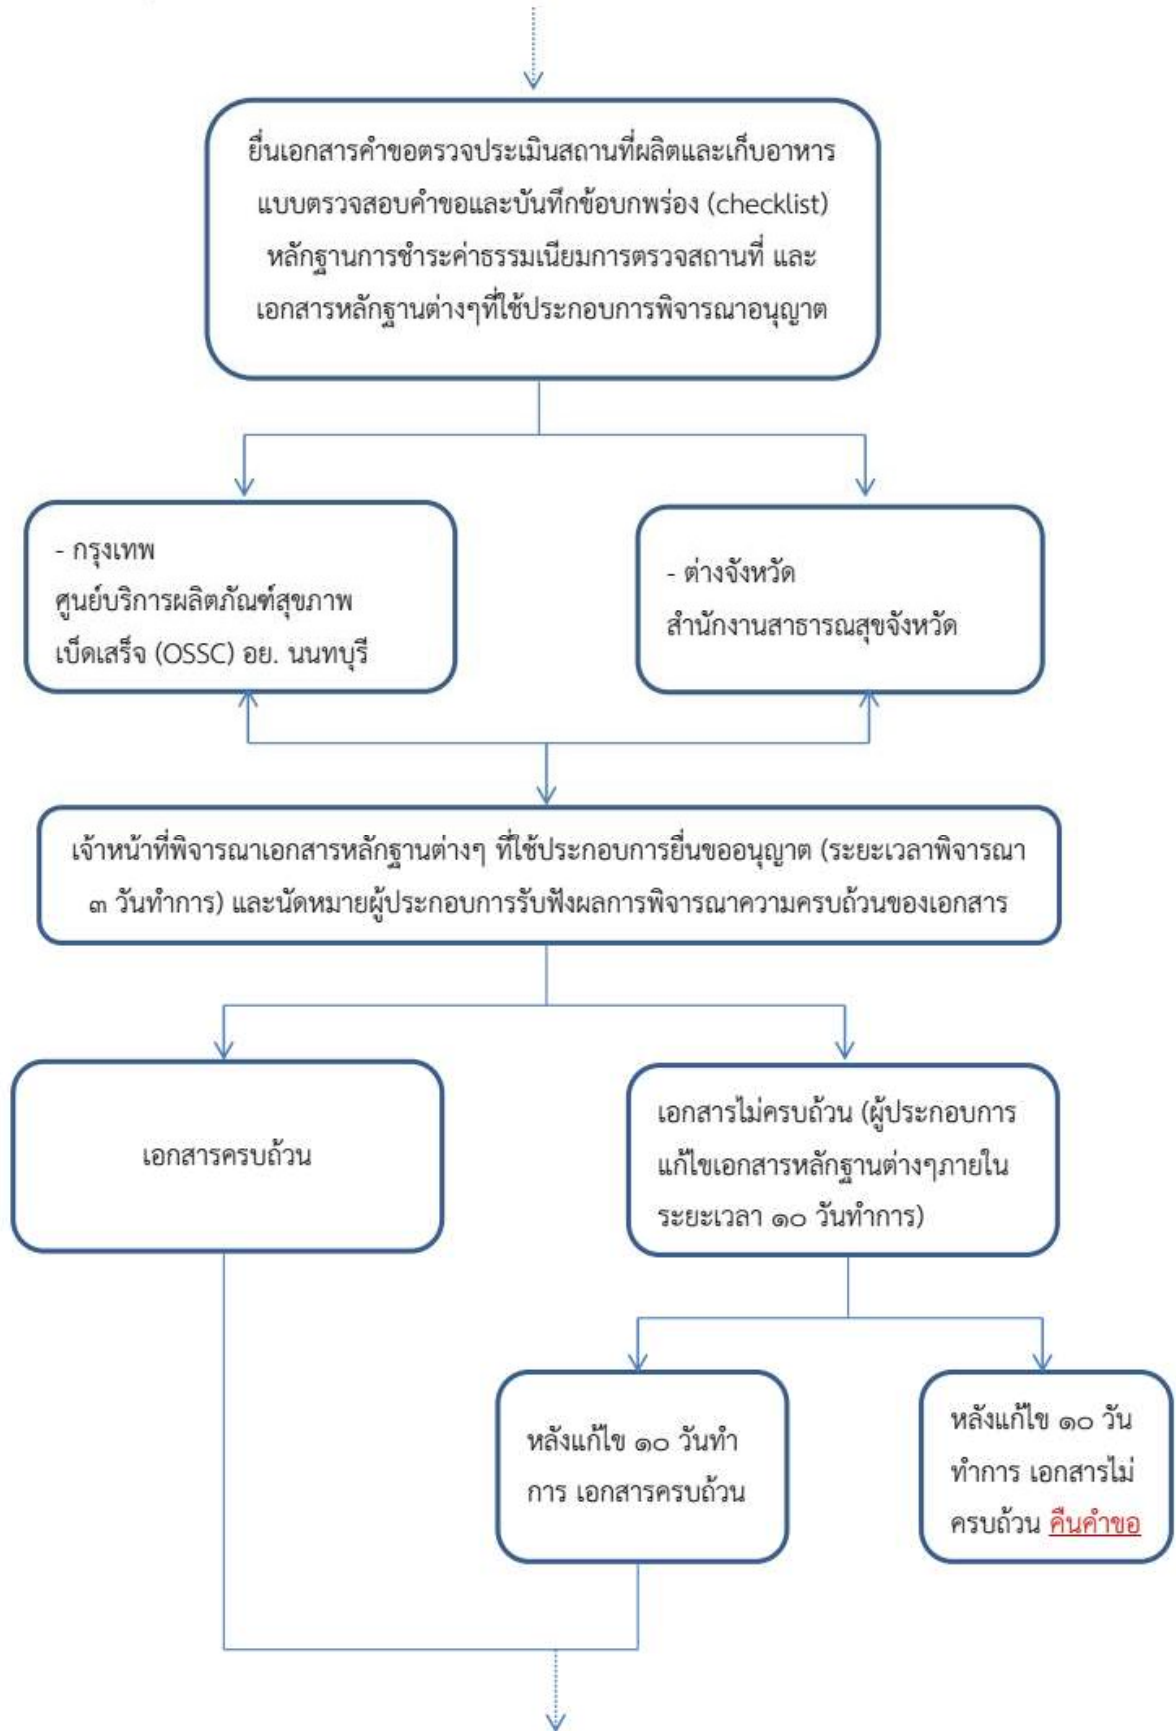 ยื่นเอกสารคำขอตรวจประเมินสถานที่ผลิตและเก็บอาหาร
แบบตรวจสอบคำขอและบันทึกข้อบกพร่อง (checklist)
หลักฐานการชำระค่าธรรมเนียมการตรวจสถานที่ และ
เอกสารหลักฐานต่างๆที่ใช้ประกอบการพิจารณาอนุญาต
- กรุงเทพ
ศูนย์บริการผลิตภัณฑ์สุขภาพ
เบ็ดเสร็จ (OSSC) อย. นนทบุรี
- ต่างจังหวัด
สำนักงานสาธารณสุขจังหวัด
เจ้าหน้าที่พิจารณาเอกสารหลักฐานต่างๆ ที่ใช้ประกอบการยื่นขออนุญาต (ระยะเวลาพิจารณา
๓ วันทำการ) และนัดหมายผู้ประกอบการรับฟังผลการพิจารณาความครบถ้วนของเอกสาร
เอกสารครบถ้วน
เอกสารไม่ครบถ้วน (ผู้ประกอบการ
แก้ไขเอกสารหลักฐานต่างๆภายใน
ระยะเวลา ๑๐ วันทำการ)
หลังแก้ไข ๑๐ วันทำ
การ เอกสารครบถ้วน
หลังแก้ไข ๑๐ วัน
ทำการ เอกสารไม่
ครบถ้วน คืนคำขอ